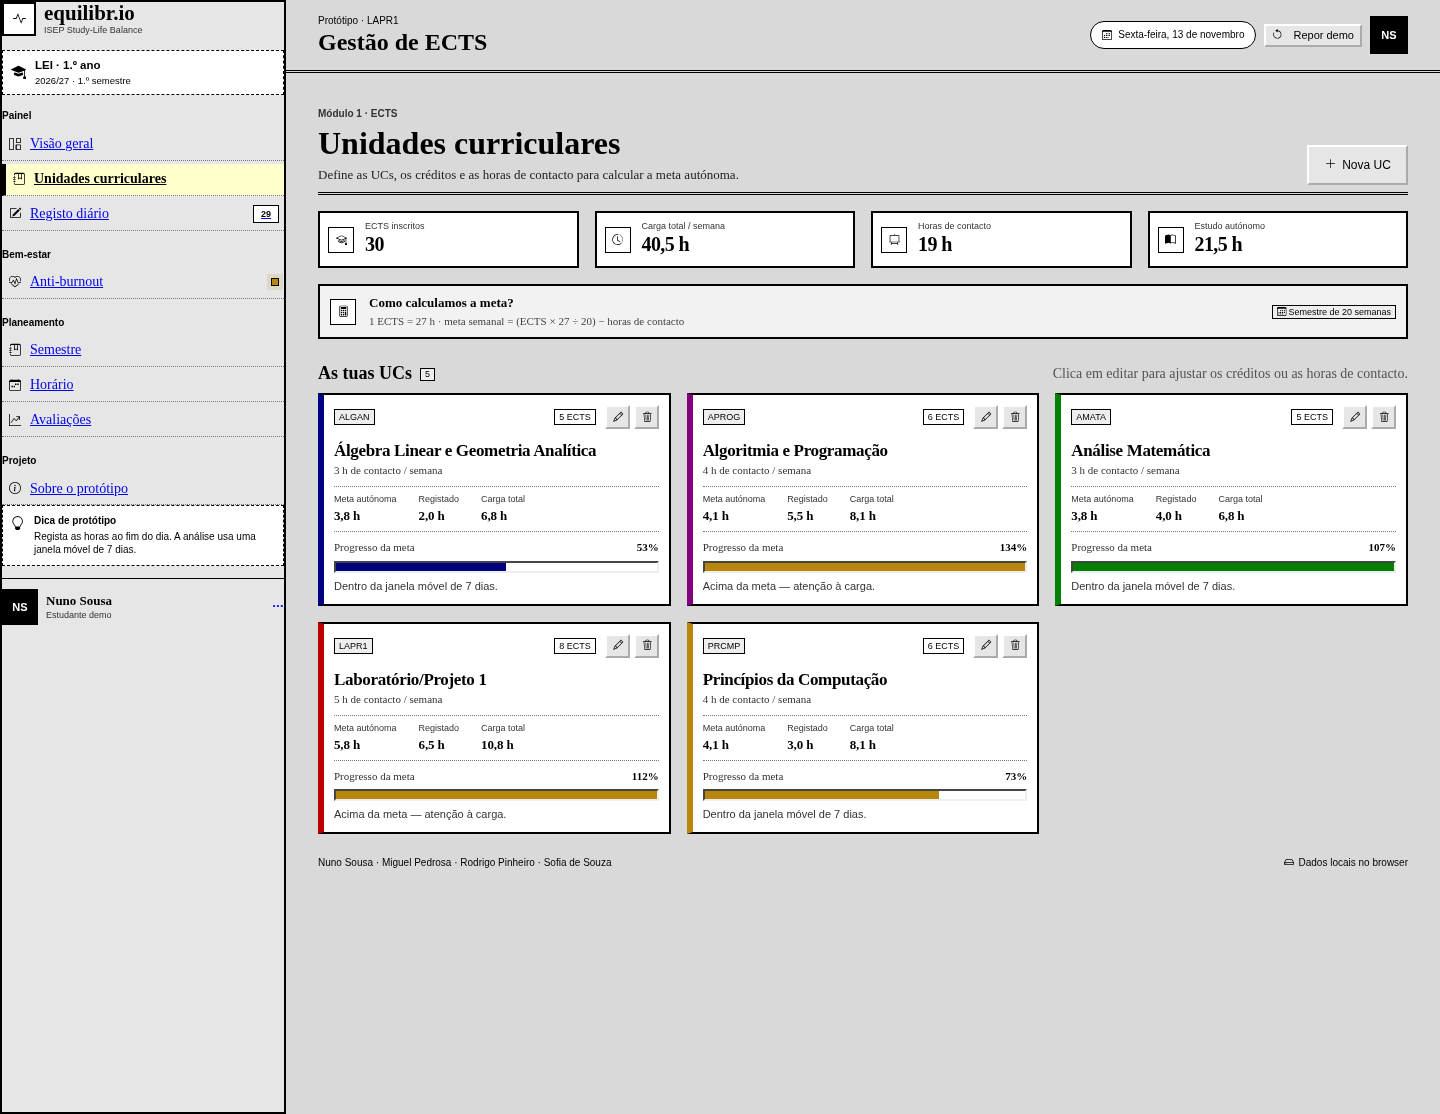 equilibr.io
ISEP Study-Life Balance
LEI · 1.º ano
2026/27 · 1.º semestre
Painel
Visão geral
Unidades curriculares
Registo diário
29
Bem-estar
Anti-burnout
Planeamento
Semestre
Horário
Avaliações
Projeto
Sobre o protótipo
Dica de protótipo
Regista as horas ao fim do dia. A análise usa uma
janela móvel de 7 dias.
NS
Nuno Sousa
Estudante demo
Protótipo · LAPR1
Gestão de ECTS
Sexta-feira, 13 de novembro
Repor demo
NS
Módulo 1 · ECTS
Unidades curriculares
Define as UCs, os créditos e as horas de contacto para calcular a meta autónoma.
Nova UC
ECTS inscritos
30
Carga total / semana
40,5 h
Horas de contacto
19 h
Estudo autónomo
21,5 h
Como calculamos a meta?
1 ECTS = 27 h · meta semanal = (ECTS × 27 ÷ 20) − horas de contacto
Semestre de 20 semanas
As tuas UCs 5
Clica em editar para ajustar os créditos ou as horas de contacto.
ALGAN 5 ECTS
Álgebra Linear e Geometria Analítica
3 h de contacto / semana
Meta autónoma Registado Carga total
3,8 h 2,0 h 6,8 h
Progresso da meta 53%
Dentro da janela móvel de 7 dias.
APROG 6 ECTS
Algoritmia e Programação
4 h de contacto / semana
Meta autónoma Registado Carga total
4,1 h 5,5 h 8,1 h
Progresso da meta 134%
Acima da meta — atenção à carga.
AMATA 5 ECTS
Análise Matemática
3 h de contacto / semana
Meta autónoma Registado Carga total
3,8 h 4,0 h 6,8 h
Progresso da meta 107%
Dentro da janela móvel de 7 dias.
LAPR1 8 ECTS
Laboratório/Projeto 1
5 h de contacto / semana
Meta autónoma Registado Carga total
5,8 h 6,5 h 10,8 h
Progresso da meta 112%
Acima da meta — atenção à carga.
PRCMP 6 ECTS
Princípios da Computação
4 h de contacto / semana
Meta autónoma Registado Carga total
4,1 h 3,0 h 8,1 h
Progresso da meta 73%
Dentro da janela móvel de 7 dias.
Nuno Sousa · Miguel Pedrosa · Rodrigo Pinheiro · Sofia de Souza
Dados locais no browser